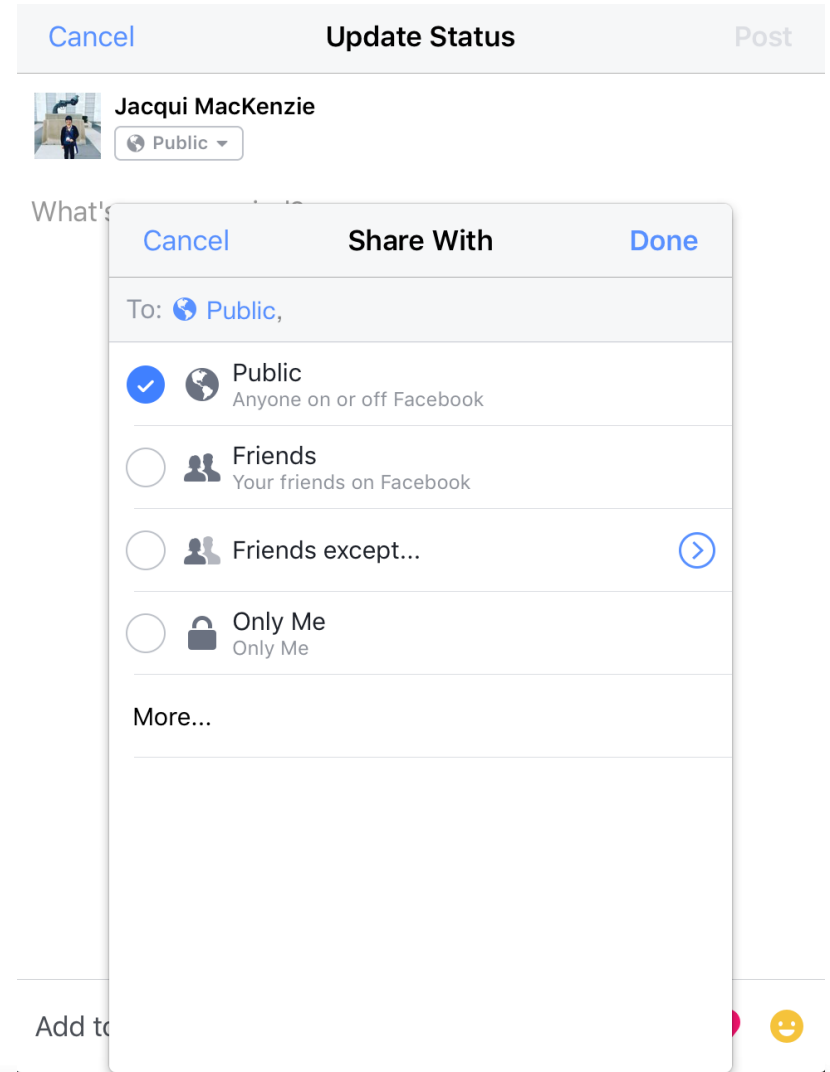 Cancel Update Status Post
Jacqui MacKenzie
Public
What's
Cancel Share With Done
To: Public,
Public
Anyone on or off Facebook
Friends
Your friends on Facebook
Friends except...
Only Me
Only Me
More...
Add to